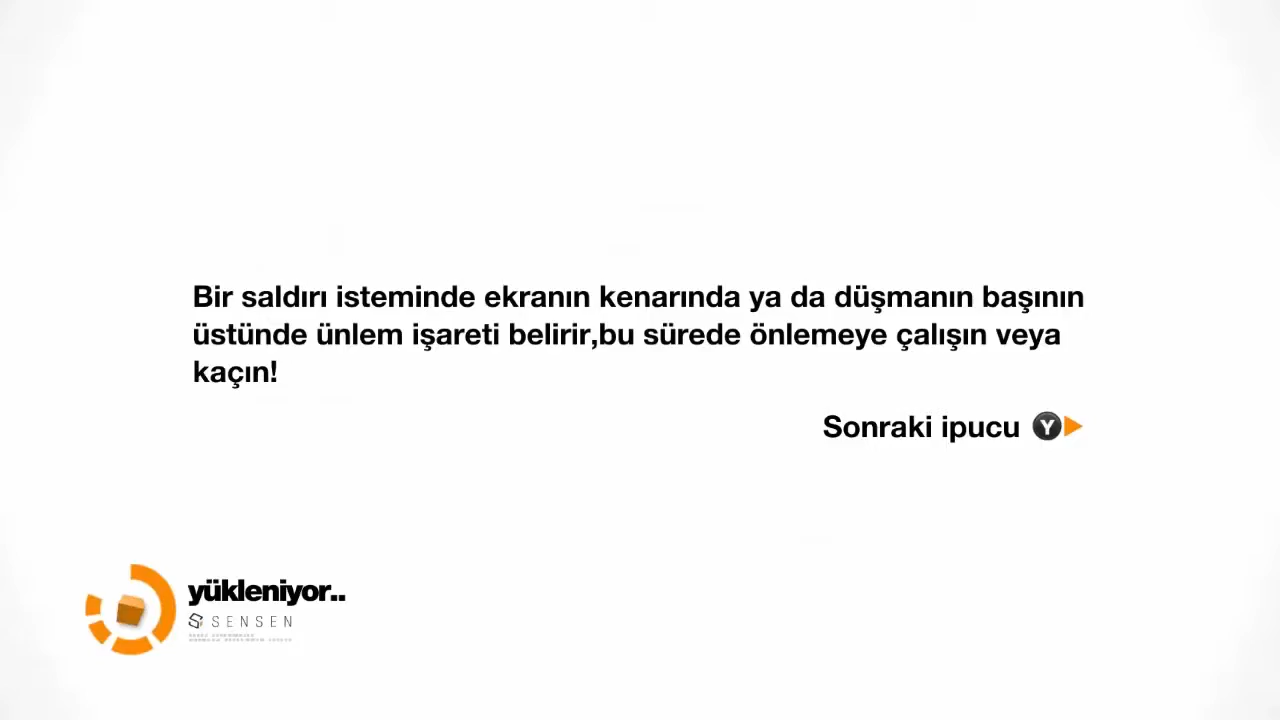 Bir saldırı isteminde ekranın kenarında ya da düşmanın başının
üstünde ünlem işareti belirir,bu sürede önlemeye çalışın veya
kaçın!
Sonraki ipucu Y
yükleniyor..
SENSEN